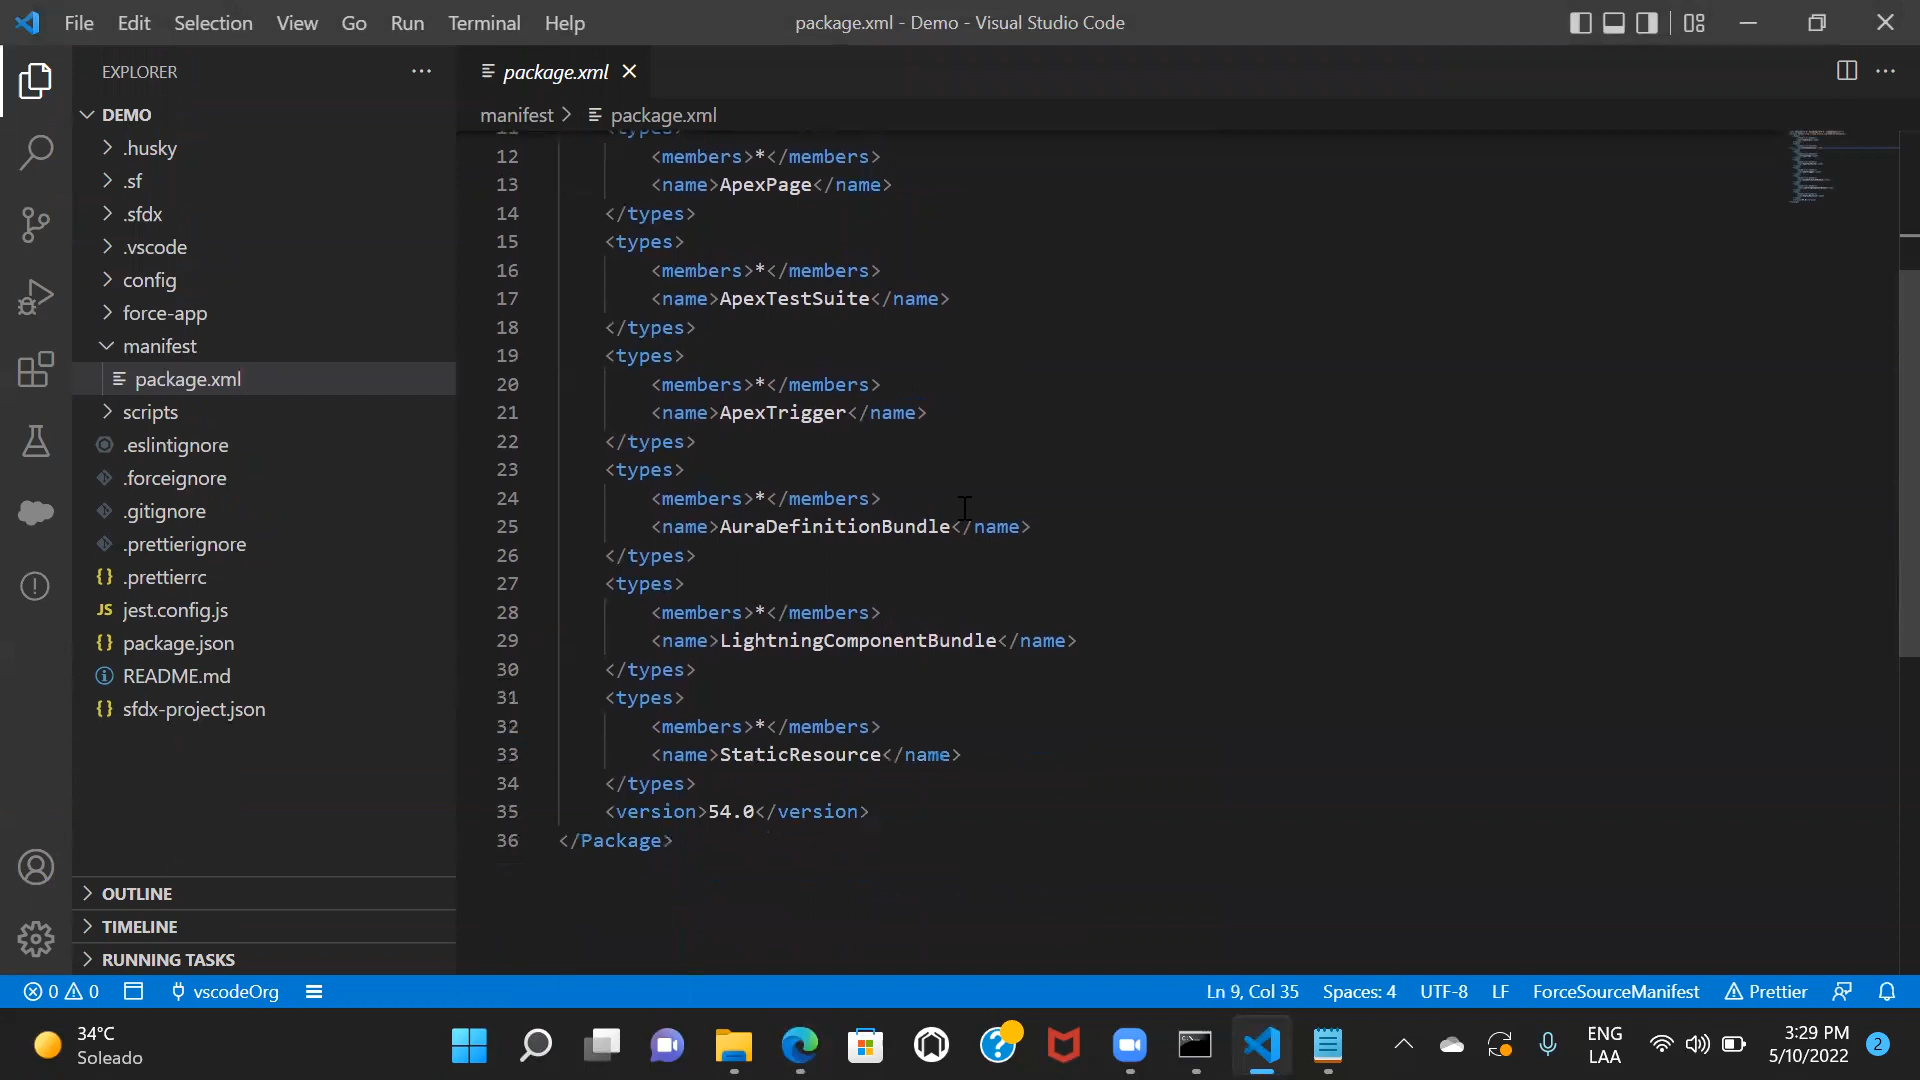 File Edit Selection View Go Run Terminal Help
package.xml - Demo - Visual Studio Code
EXPLORER
DEMO
.husky
.sf
.sfdx
.vscode
config
force-app
manifest
package.xml
scripts
.eslintignore
.forceignore
.gitignore
.prettierignore
{} .prettierrc
JS jest.config.js
{} package.json
README.md
{} sfdx-project.json
OUTLINE
TIMELINE
RUNNING TASKS
package.xml
manifest > package.xml
11 <types>
12 <members>*</members>
13 <name>ApexPage</name>
14 </types>
15 <types>
16 <members>*</members>
17 <name>ApexTestSuite</name>
18 </types>
19 <types>
20 <members>*</members>
21 <name>ApexTrigger</name>
22 </types>
23 <types>
24 <members>*</members>
25 <name>AuraDefinitionBundle</name>
26 </types>
27 <types>
28 <members>*</members>
29 <name>LightningComponentBundle</name>
30 </types>
31 <types>
32 <members>*</members>
33 <name>StaticResource</name>
34 </types>
35 <version>54.0</version>
36 </Package>
0 0 vscodeOrg Ln 9, Col 35 Spaces: 4 UTF-8 LF ForceSourceManifest Prettier
34°C
Soleado
ENG
LAA
3:29 PM
5/10/2022
2